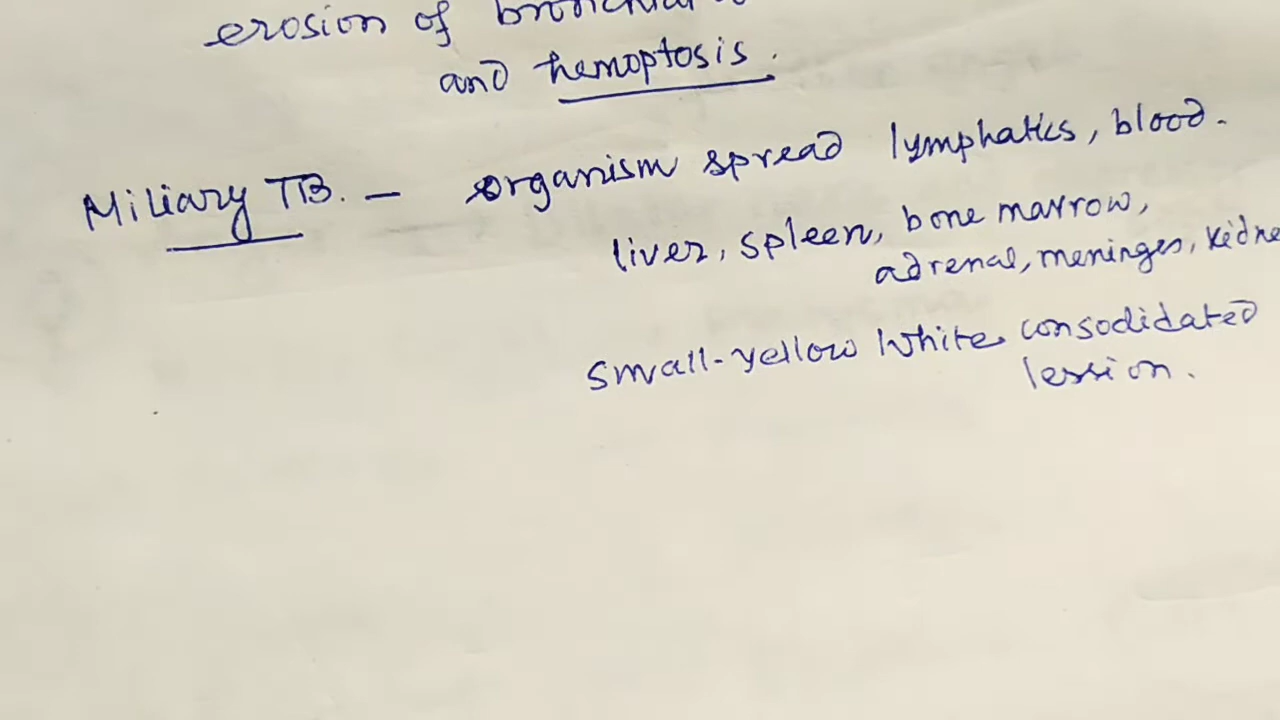 erosion of
and hemoptosis.
Miliary TB. - organism spread lymphatics, blood.
liver, spleen, bone marrow,
adrenal, meninges, kidne
small-yellow white consodidated
lession.